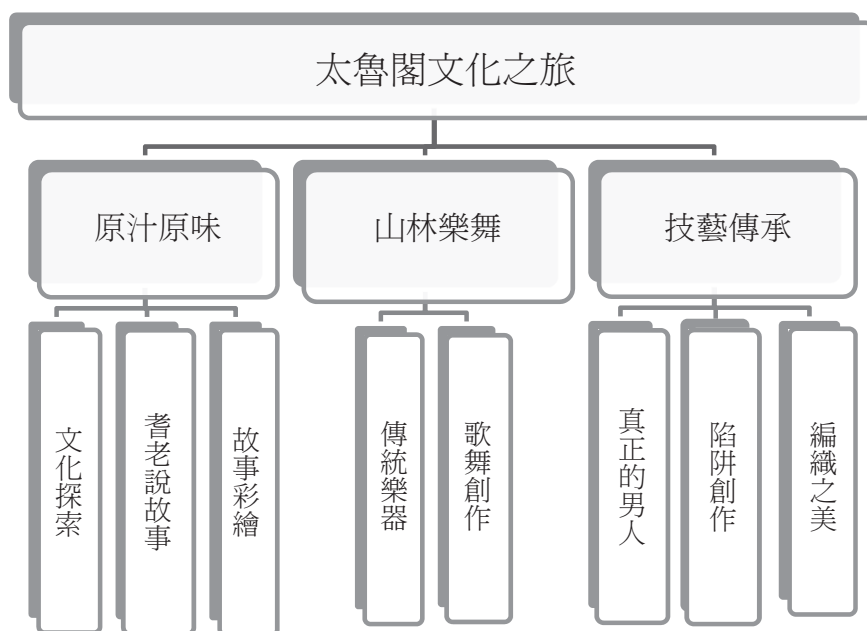 太魯閣文化之旅
原汁原味
山林樂舞
技藝傳承
文化探索
耆老說故事
故事彩繪
傳統樂器
歌舞創作
真正的男人
陷阱創作
編織之美